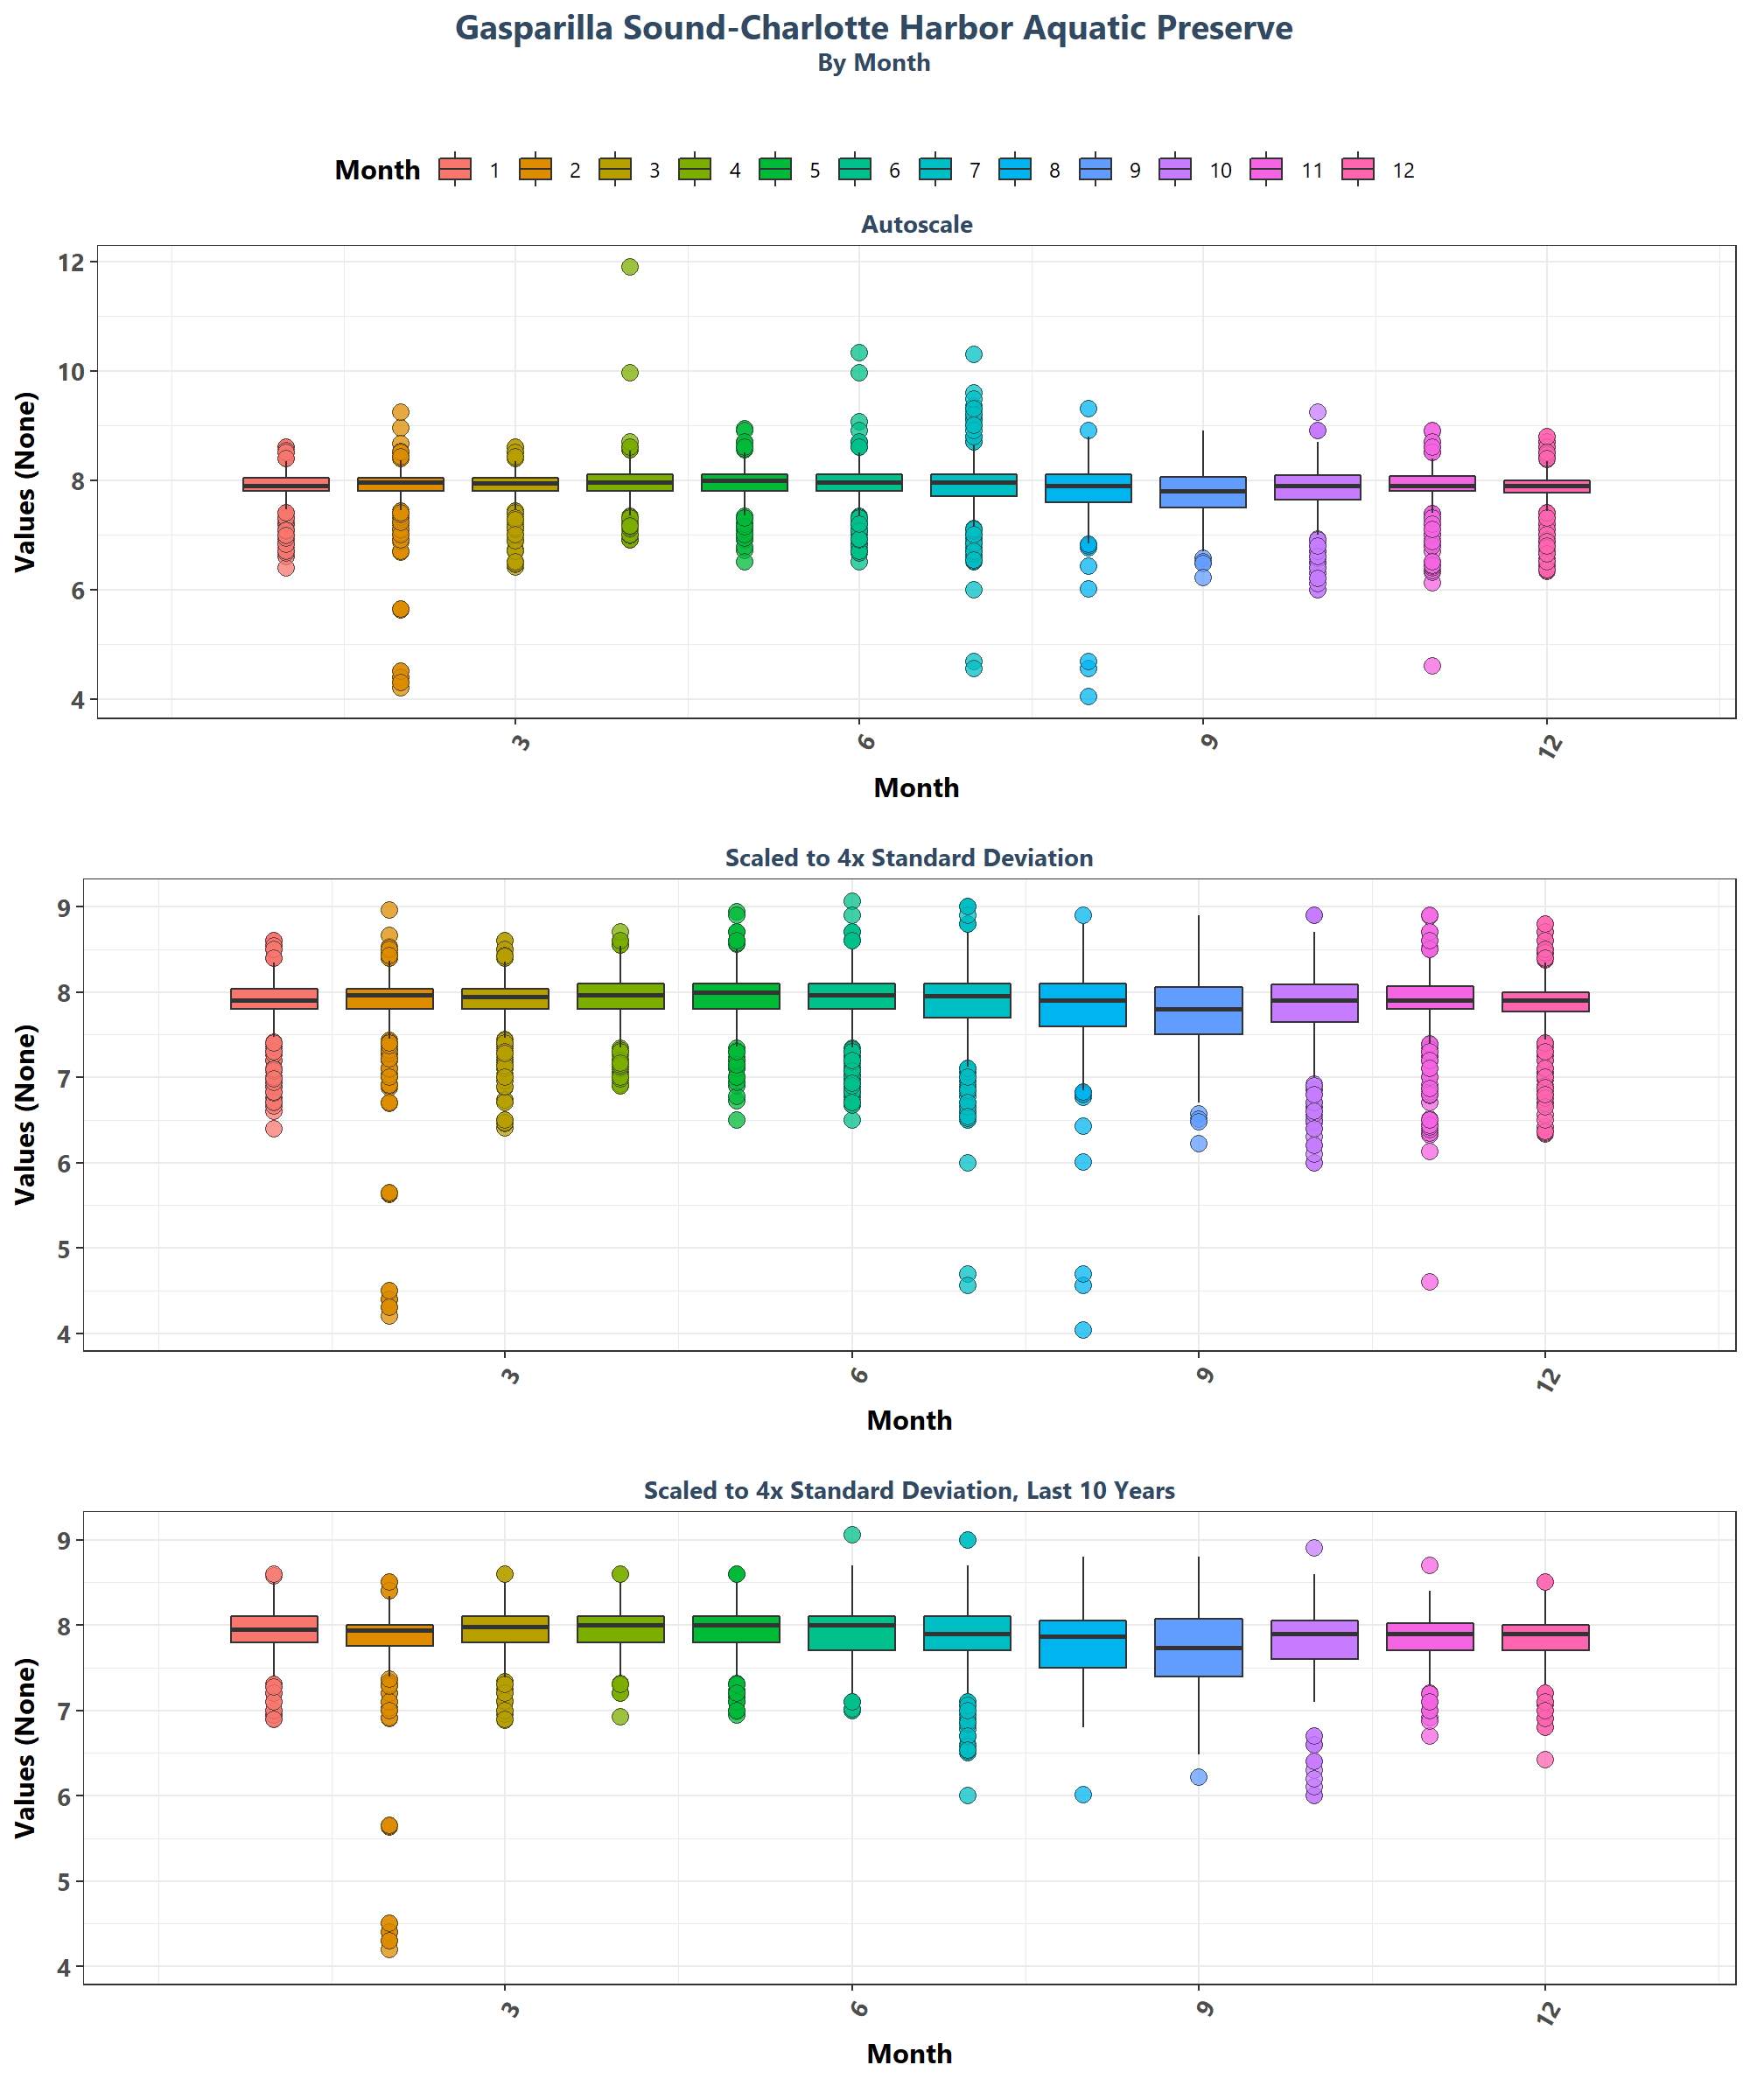 Gasparilla Sound-Charlotte Harbor Aquatic Preserve
By Month
Month 1 2 3 4 5 6 7 8 9 10 11 12
Autoscale
Values (None)
12
10
8
6
4
3 6 9 12
Month
Scaled to 4x Standard Deviation
Values (None)
9
8
7
6
5
4
3 6 9 12
Month
Scaled to 4x Standard Deviation, Last 10 Years
Values (None)
9
8
7
6
5
4
3 6 9 12
Month